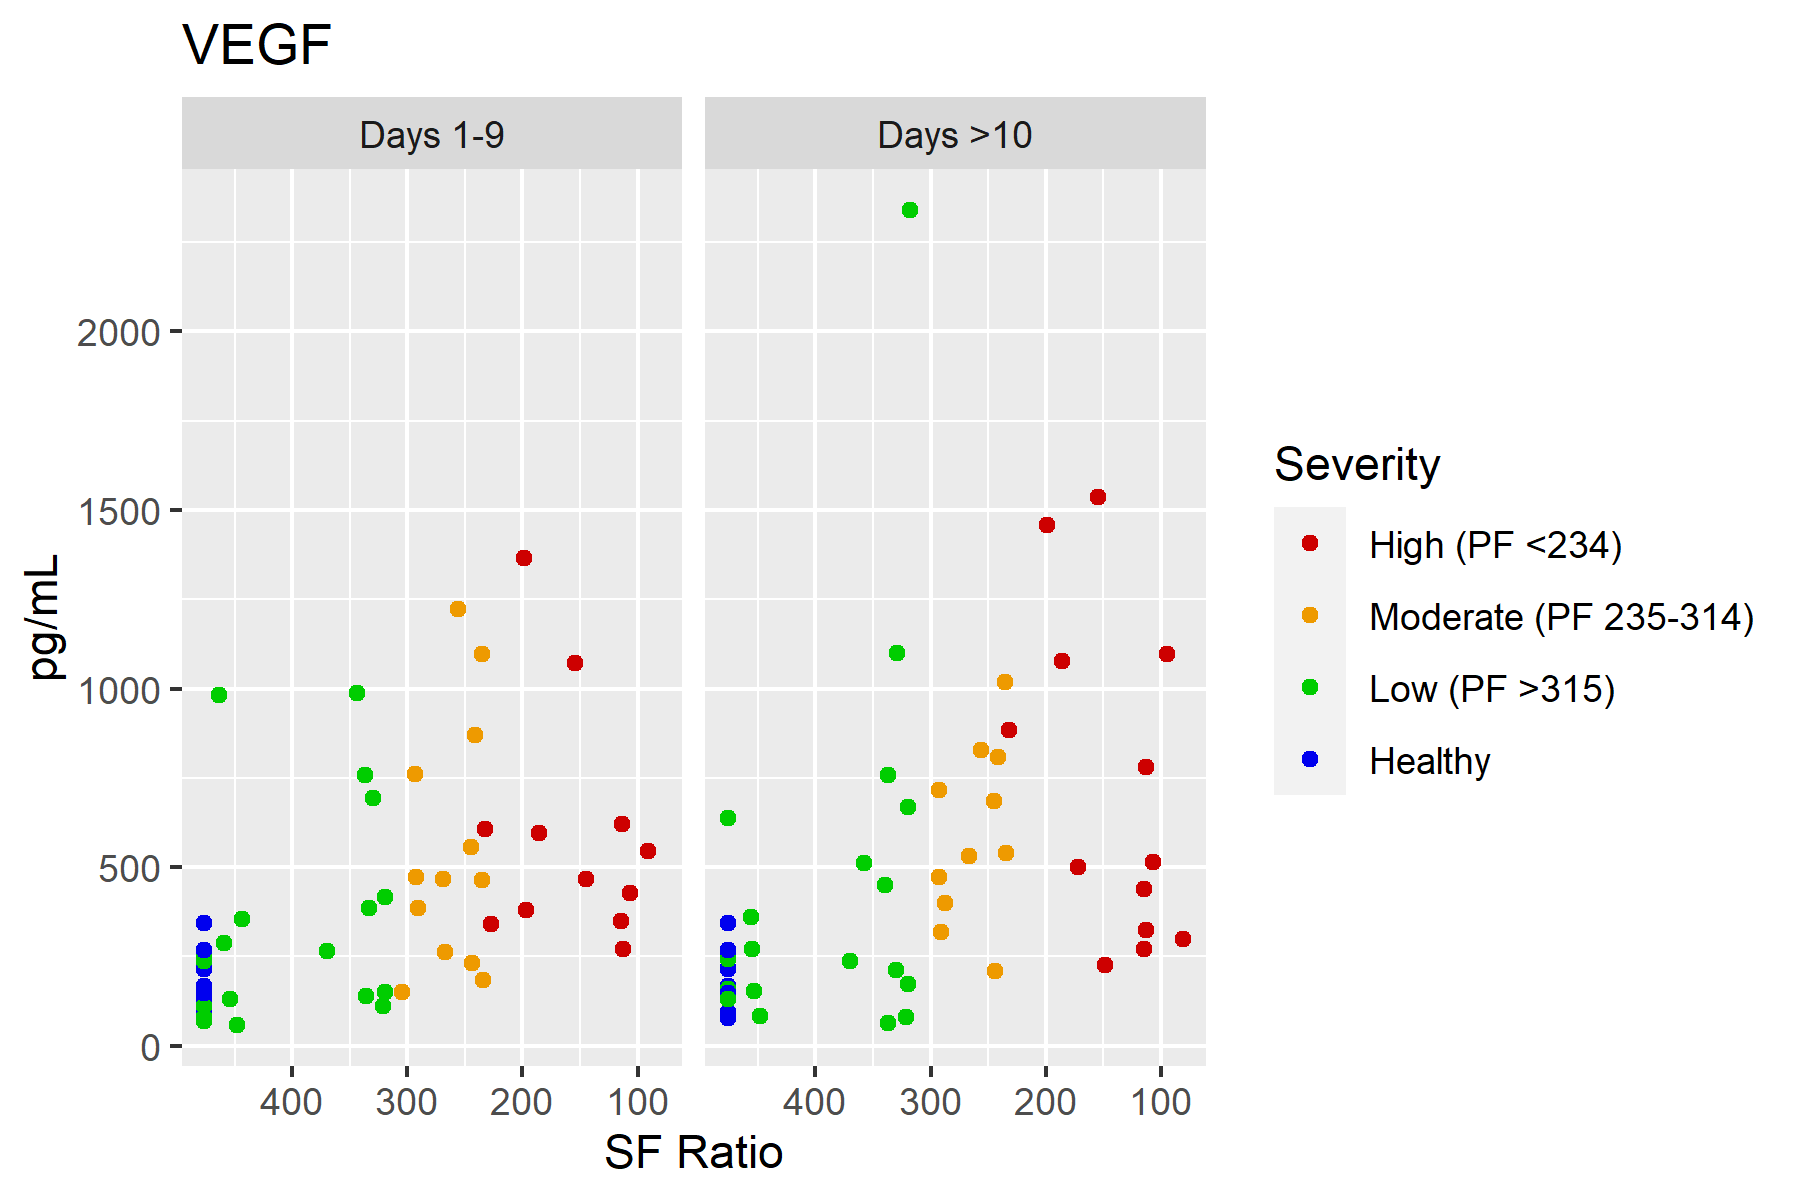 VEGF
Days 1-9
Days >10
pg/mL
2000
1500
1000
500
0
400 300 200 100
400 300 200 100
SF Ratio
Severity
High (PF <234)
Moderate (PF 235-314)
Low (PF >315)
Healthy